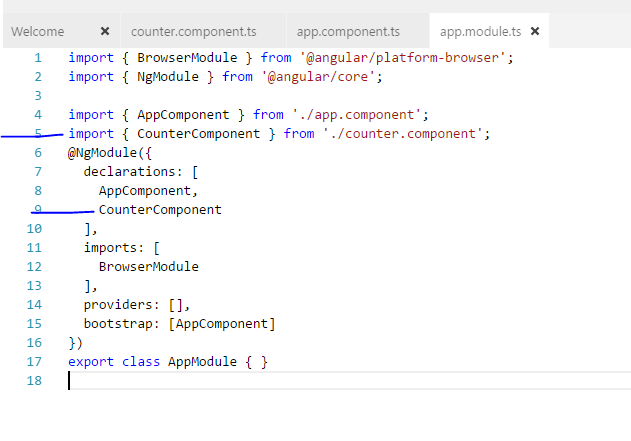 Welcome × counter.component.ts app.component.ts app.module.ts ×
1 import { BrowserModule } from '@angular/platform-browser';
2 import { NgModule } from '@angular/core';
3
4 import { AppComponent } from './app.component';
5 import { CounterComponent } from './counter.component';
6 @NgModule({
7   declarations: [
8     AppComponent,
9     CounterComponent
10   ],
11   imports: [
12     BrowserModule
13   ],
14   providers: [],
15   bootstrap: [AppComponent]
16 })
17 export class AppModule { }
18